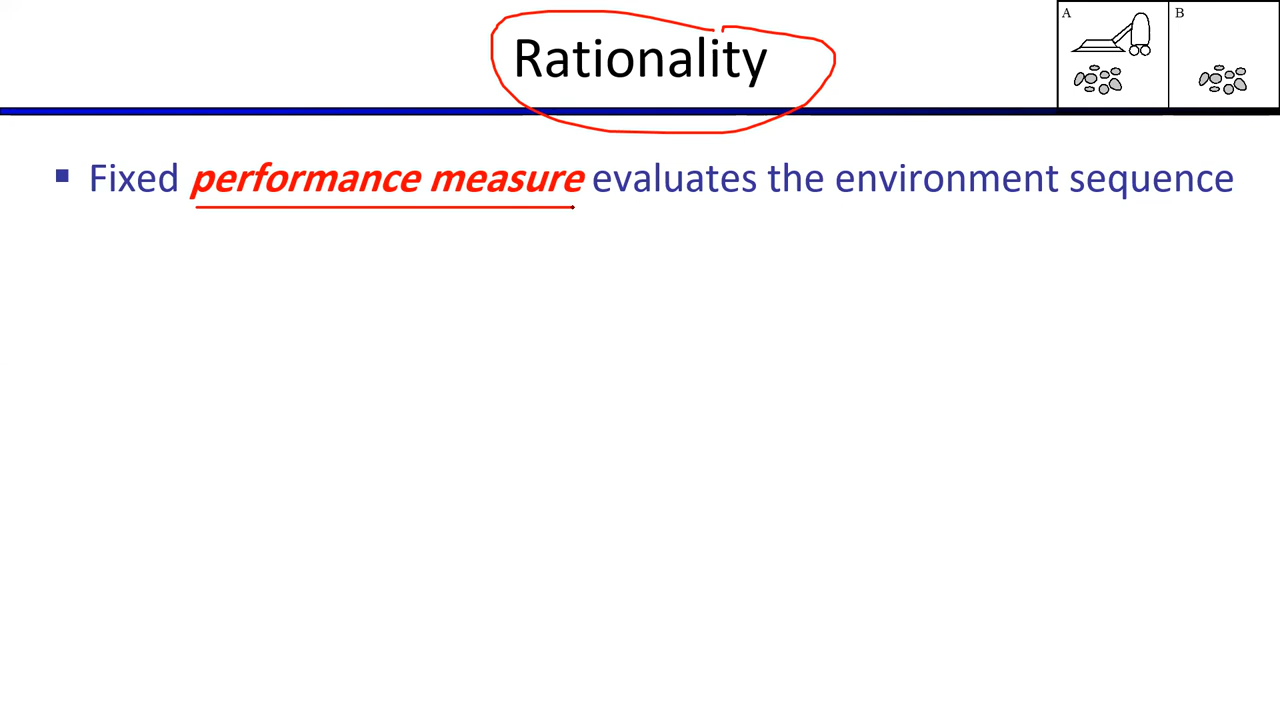 Rationality
A
B
▪ Fixed performance measure evaluates the environment sequence